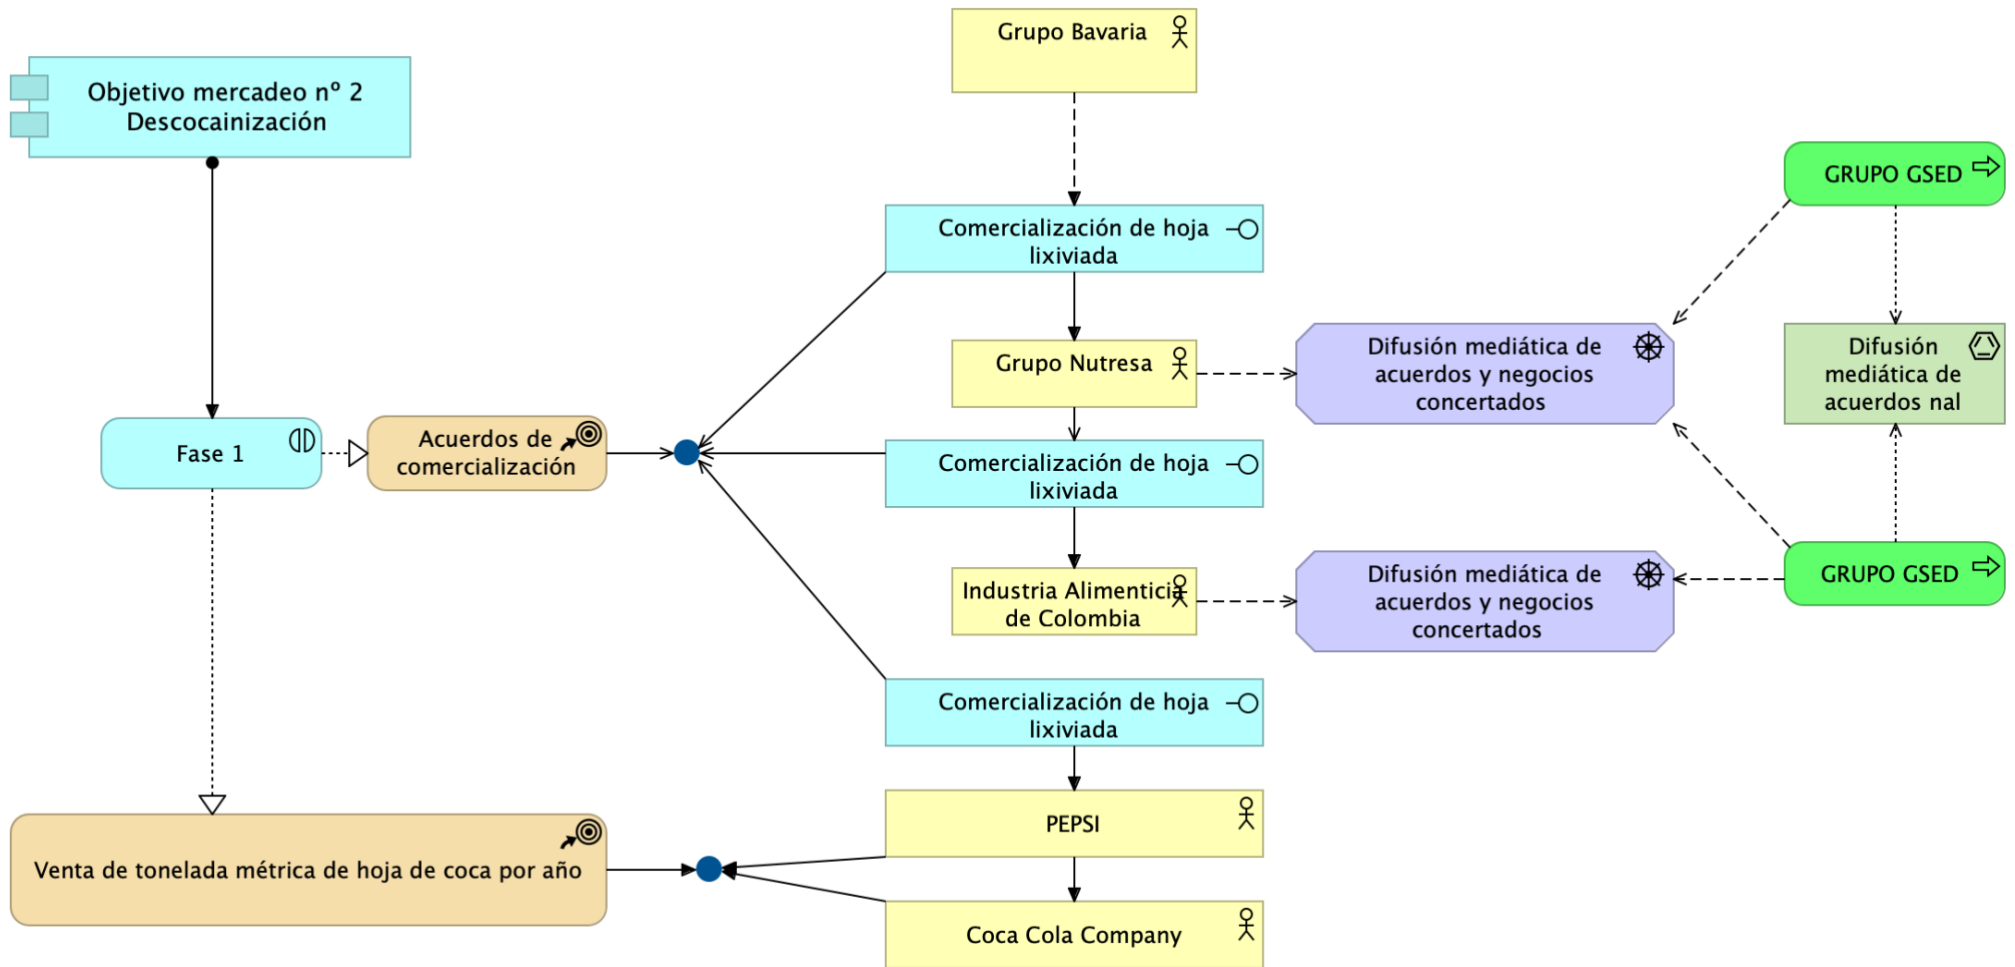 Grupo Bavaria
Objetivo mercadeo nº 2
Descocainización
GRUPO GSED
Comercialización de hoja
lixiviada
Difusión mediática de
acuerdos y negocios
concertados
Difusión
mediática de
acuerdos nal
Grupo Nutresa
Fase 1
Acuerdos de
comercialización
Comercialización de hoja
lixiviada
Industria Alimenticia
de Colombia
Difusión mediática de
acuerdos y negocios
concertados
GRUPO GSED
Comercialización de hoja
lixiviada
PEPSI
Venta de tonelada métrica de hoja de coca por año
Coca Cola Company